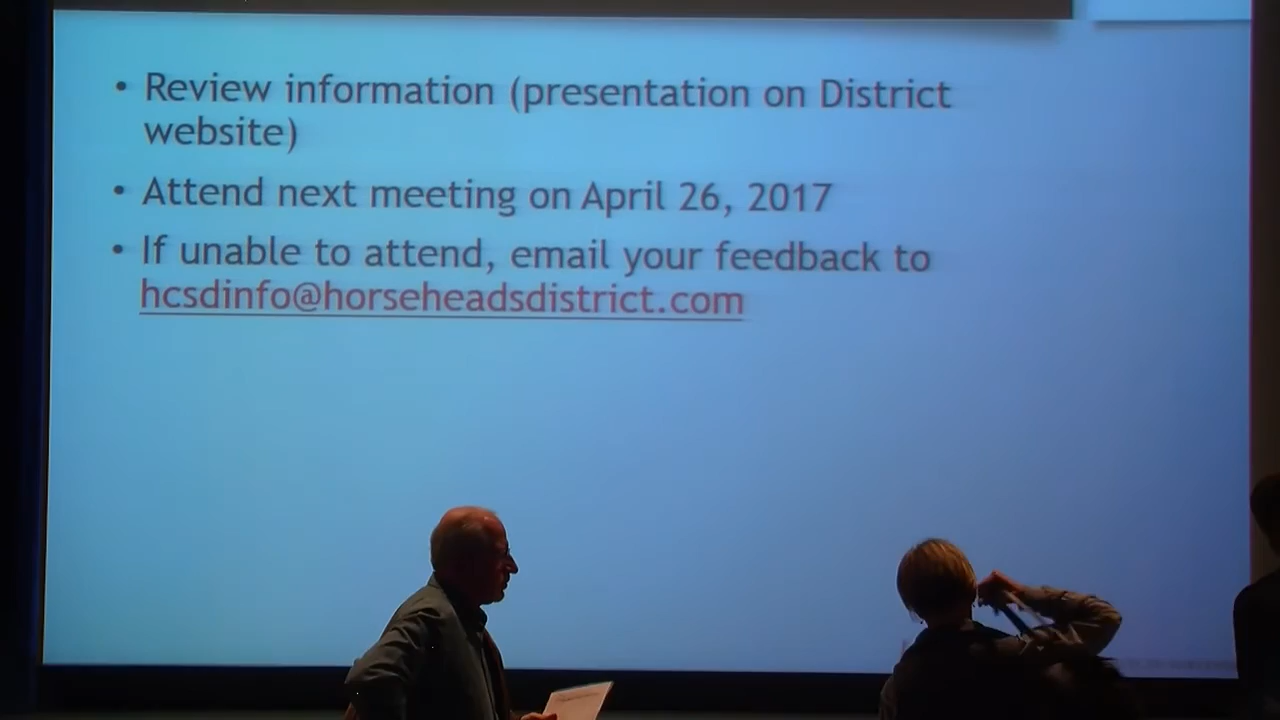 • Review information (presentation on District
website)
• Attend next meeting on April 26, 2017
• If unable to attend, email your feedback to
hcsdinfo@horseheadsdistrict.com